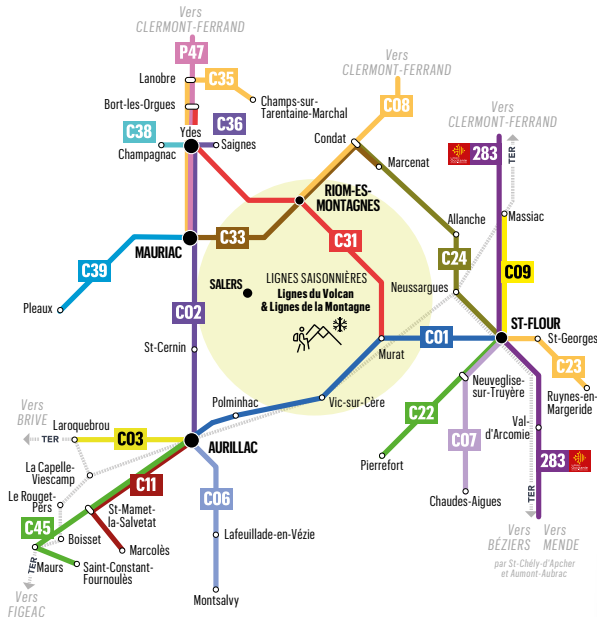 Vers
CLERMONT-FERRAND
P47
Lanobre
C35
Bort-les-Orgues
Champs-sur-
Tarentaine-Marchal
C38
Ydes
C36
Champagnac
Saignes
Vers
CLERMONT-FERRAND
C08
Condat
Marcenat
Vers
CLERMONT-FERRAND
TER
283
Massiac
RIOM-ES-
MONTAGNES
Allanche
MAURIAC
C33
C31
C24
C09
C39
Pleaux
SALERS
LIGNES SAISONNIÈRES
Lignes du Volcan
& Lignes de la Montagne
Neussargues
C02
ST-FLOUR
St-Georges
C01
Murat
St-Cernin
C23
Ruynes-en-
Margeride
Neuveglise-
sur-Truyère
C22
Polminhac
Vic-sur-Cère
Vers
BRIVE
TER
Laroquebrou
C03
AURILLAC
C07
Val-
d'Arcomie
Pierrefort
283
TER
Chaudes-Aigues
La Capelle-
Viescamp
C11
C06
Le Rouget-
Pers
St-Mamet-
la-Salvetat
C45
Boisset
Marcolès
Lafeuillade-en-Vézie
Vers
BÉZIERS
Vers
MENDE
par St-Chély-d'Apcher
et Aumont-Aubrac
TER
Maurs
Saint-Constant-
Fournoulès
Montsalvy
Vers
FIGEAC